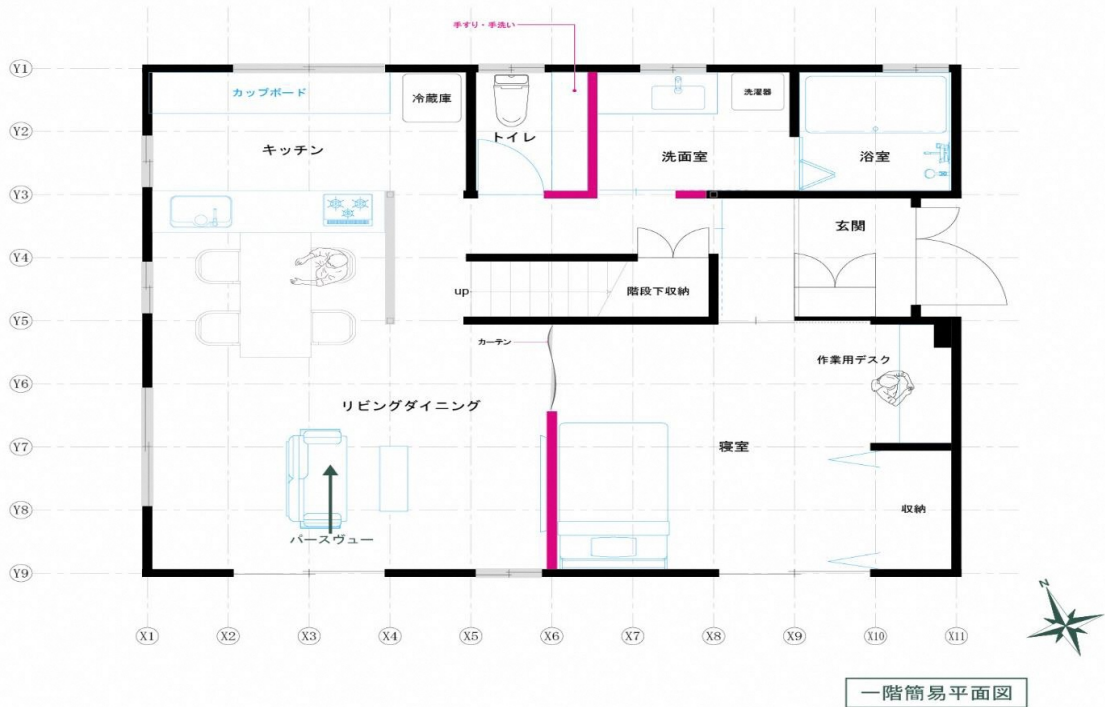 手すり・手洗い
Y1
Y2
Y3
Y4
Y5
Y6
Y7
Y8
Y9
カップボード
冷蔵庫
キッチン
トイレ
洗濯器
洗面室
浴室
玄関
up
階段下収納
カーテン
作業用デスク
リビングダイニング
寝室
収納
パースヴュー
X1
X2
X3
X4
X5
X6
X7
X8
X9
X10
X11
N
一階簡易平面図